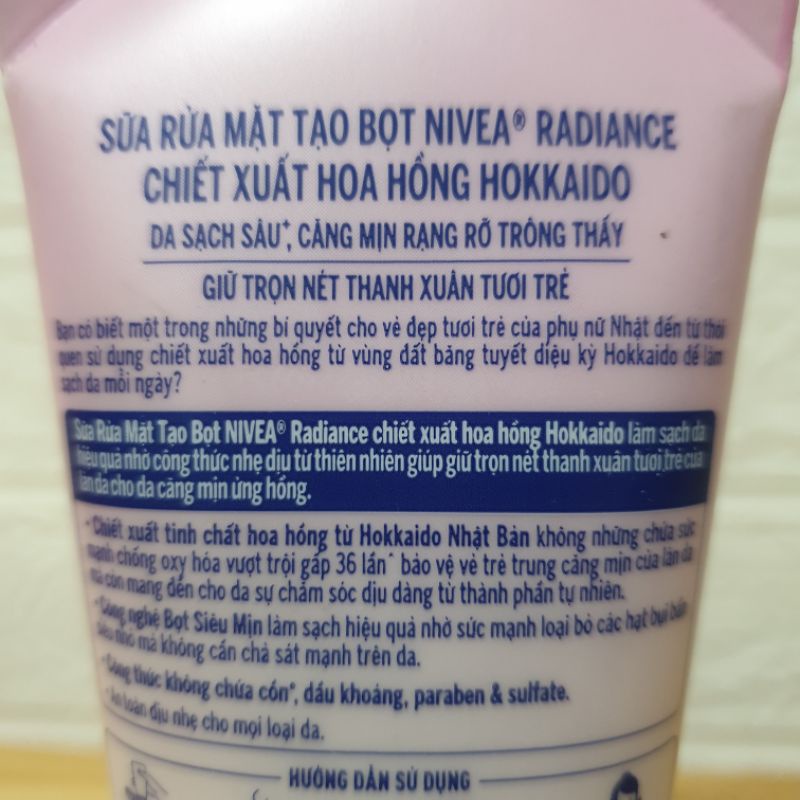 SỮA RỬA MẶT TẠO BỌT NIVEA® RADIANCE
CHIẾT XUẤT HOA HỒNG HOKKAIDO
DA SẠCH SÂU⁺, CĂNG MỊN RẠNG RỠ TRÔNG THẤY
GIỮ TRỌN NÉT THANH XUÂN TƯƠI TRẺ
Bạn có biết một trong những bí quyết cho vẻ đẹp tươi trẻ của phụ nữ Nhật đến từ thói
quen sử dụng chiết xuất hoa hồng từ vùng đất băng tuyết diệu kỳ Hokkaido để làm
sạch da mỗi ngày?
Sữa Rửa Mặt Tạo Bọt NIVEA® Radiance chiết xuất hoa hồng Hokkaido làm sạch da
hiệu quả nhờ công thức nhẹ dịu từ thiên nhiên giúp giữ trọn nét thanh xuân tươi trẻ của
làn da cho da căng mịn ửng hồng.
• Chiết xuất tinh chất hoa hồng từ Hokkaido Nhật Bản không những chứa sức
mạnh chống oxy hóa vượt trội gấp 36 lần^ bảo vệ vẻ trẻ trung căng mịn của làn da
mà còn mang đến cho da sự chăm sóc dịu dàng từ thành phần tự nhiên.
• Công nghệ Bọt Siêu Mịn làm sạch hiệu quả nhờ sức mạnh loại bỏ các hạt bụi bẩn
siêu nhỏ mà không cần chà sát mạnh trên da.
• Công thức không chứa cồn*, dầu khoáng, paraben & sulfate.
• An toàn dịu nhẹ cho mọi loại da.
HƯỚNG DẪN SỬ DỤNG